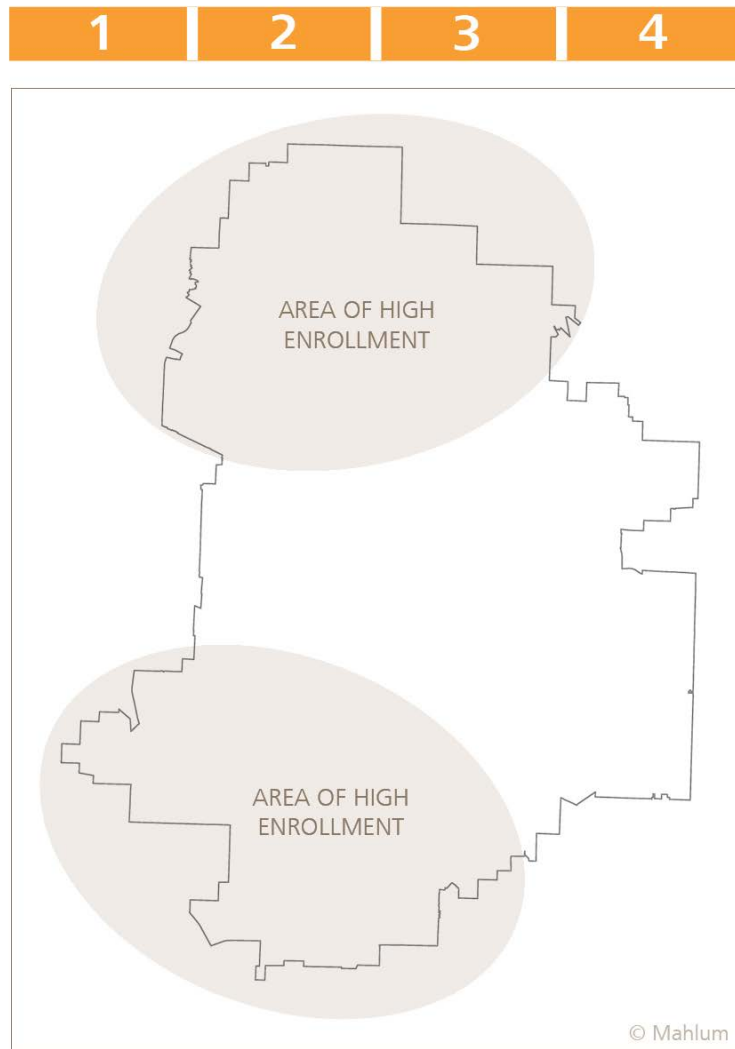 1 2 3 4
AREA OF HIGH
ENROLLMENT
AREA OF HIGH
ENROLLMENT
© Mahlum